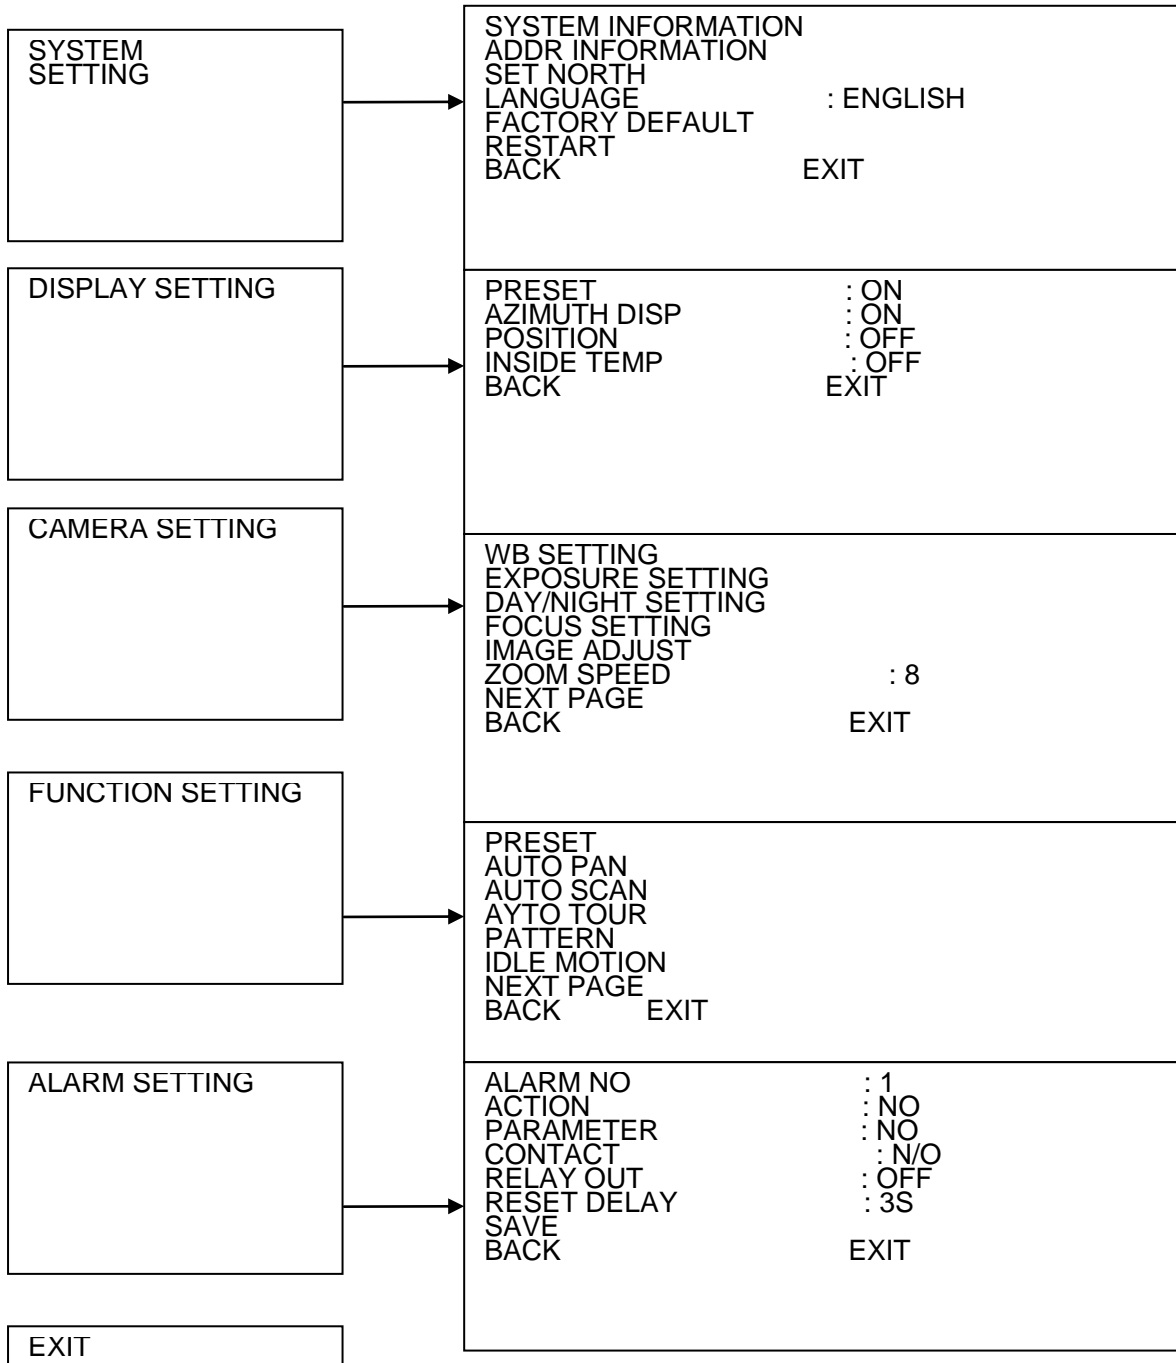 SYSTEM
SETTING
SYSTEM INFORMATION
ADDR INFORMATION
SET NORTH
LANGUAGE : ENGLISH
FACTORY DEFAULT
RESTART
BACK EXIT
DISPLAY SETTING
PRESET : ON
AZIMUTH DISP : ON
POSITION : OFF
INSIDE TEMP : OFF
BACK EXIT
CAMERA SETTING
WB SETTING
EXPOSURE SETTING
DAY/NIGHT SETTING
FOCUS SETTING
IMAGE ADJUST
ZOOM SPEED : 8
NEXT PAGE
BACK EXIT
FUNCTION SETTING
PRESET
AUTO PAN
AUTO SCAN
AYTO TOUR
PATTERN
IDLE MOTION
NEXT PAGE
BACK EXIT
ALARM SETTING
ALARM NO : 1
ACTION : NO
PARAMETER : NO
CONTACT : N/O
RELAY OUT : OFF
RESET DELAY : 3S
SAVE
BACK EXIT
EXIT